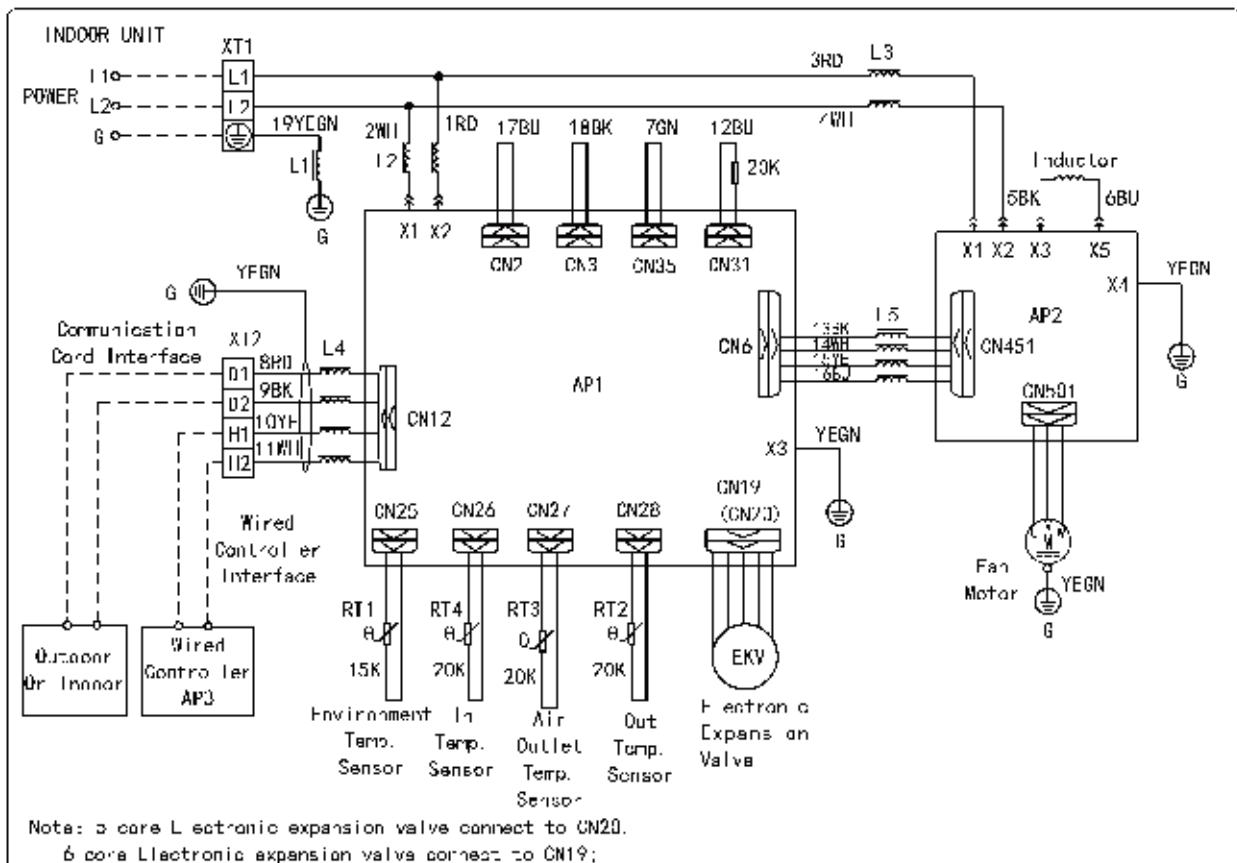 INDOOR UNIT
XT1
L1
L1
POWER
L2
L2
G
19YEGN
L1
G
2WH
L2
1RD
17BU
18BK
7GN
12BU
20K
3RD
L3
4WH
Inductor
5BK
6BU
X1
X2
CN2
CN3
CN35
CN31
X1
X2
X3
X5
X4
YEGN
G
AP2
YEGN
G
Communication
Cord Interface
XT2
D1
8RD
L4
D2
9BK
H1
10YE
H2
11WH
CN12
AP1
CN6
13BK
14WH
15YE
16BU
L5
CN451
CN501
X3
YEGN
G
Wired
Controller
Interface
CN25
CN26
CN27
CN28
CN19
(CN20)
Fan
Motor
M
YEGN
G
RT1
θ
15K
RT4
θ
20K
RT3
20K
RT2
θ
20K
EKV
Outdoor
Or Indoor
Wired
Controller
AP3
Environment
Temp.
Sensor
In
Temp.
Sensor
Air
Outlet
Temp.
Sensor
Out
Temp.
Sensor
Electronic
Expansion
Valve
Note: 5 core Electronic expansion valve connect to CN20.
6 core Electronic expansion valve connect to CN19;